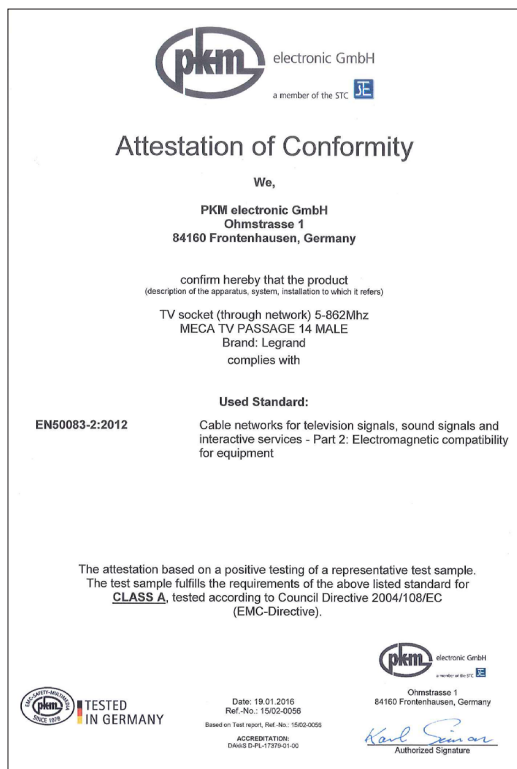 pkm electronic GmbH
a member of the STC
Attestation of Conformity
We,
PKM electronic GmbH
Ohmstrasse 1
84160 Frontenhausen, Germany
confirm hereby that the product
(description of the apparatus, system, installation to which it refers)
TV socket (through network) 5-862Mhz
MECA TV PASSAGE 14 MALE
Brand: Legrand
complies with
Used Standard:
EN50083-2:2012
Cable networks for television signals, sound signals and
interactive services - Part 2: Electromagnetic compatibility
for equipment
The attestation based on a positive testing of a representative test sample.
The test sample fulfills the requirements of the above listed standard for
CLASS A, tested according to Council Directive 2004/108/EC
(EMC-Directive).
pkm electronic GmbH
a member of the STC
EMC-SAFETY-MULTIMEDIA
pkm
SINCE 1978
TESTED
IN GERMANY
Date: 19.01.2016
Ref.-No.: 15/02-0056
Based on Test report, Ref.-No.: 15/02-0056
ACCREDITATION:
DAkkS D-PL-17379-01-00
Ohmstrasse 1
84160 Frontenhausen, Germany
Authorized Signature